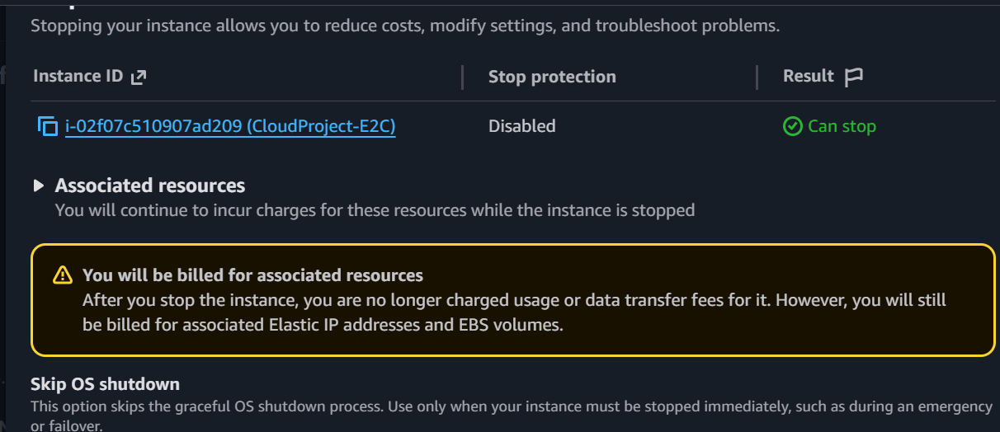 Stopping your instance allows you to reduce costs, modify settings, and troubleshoot problems.
Instance ID
Stop protection
Result
i-02f07c510907ad209 (CloudProject-E2C)
Disabled
Can stop
Associated resources
You will continue to incur charges for these resources while the instance is stopped
You will be billed for associated resources
After you stop the instance, you are no longer charged usage or data transfer fees for it. However, you will still
be billed for associated Elastic IP addresses and EBS volumes.
Skip OS shutdown
This option skips the graceful OS shutdown process. Use only when your instance must be stopped immediately, such as during an emergency
or failover.